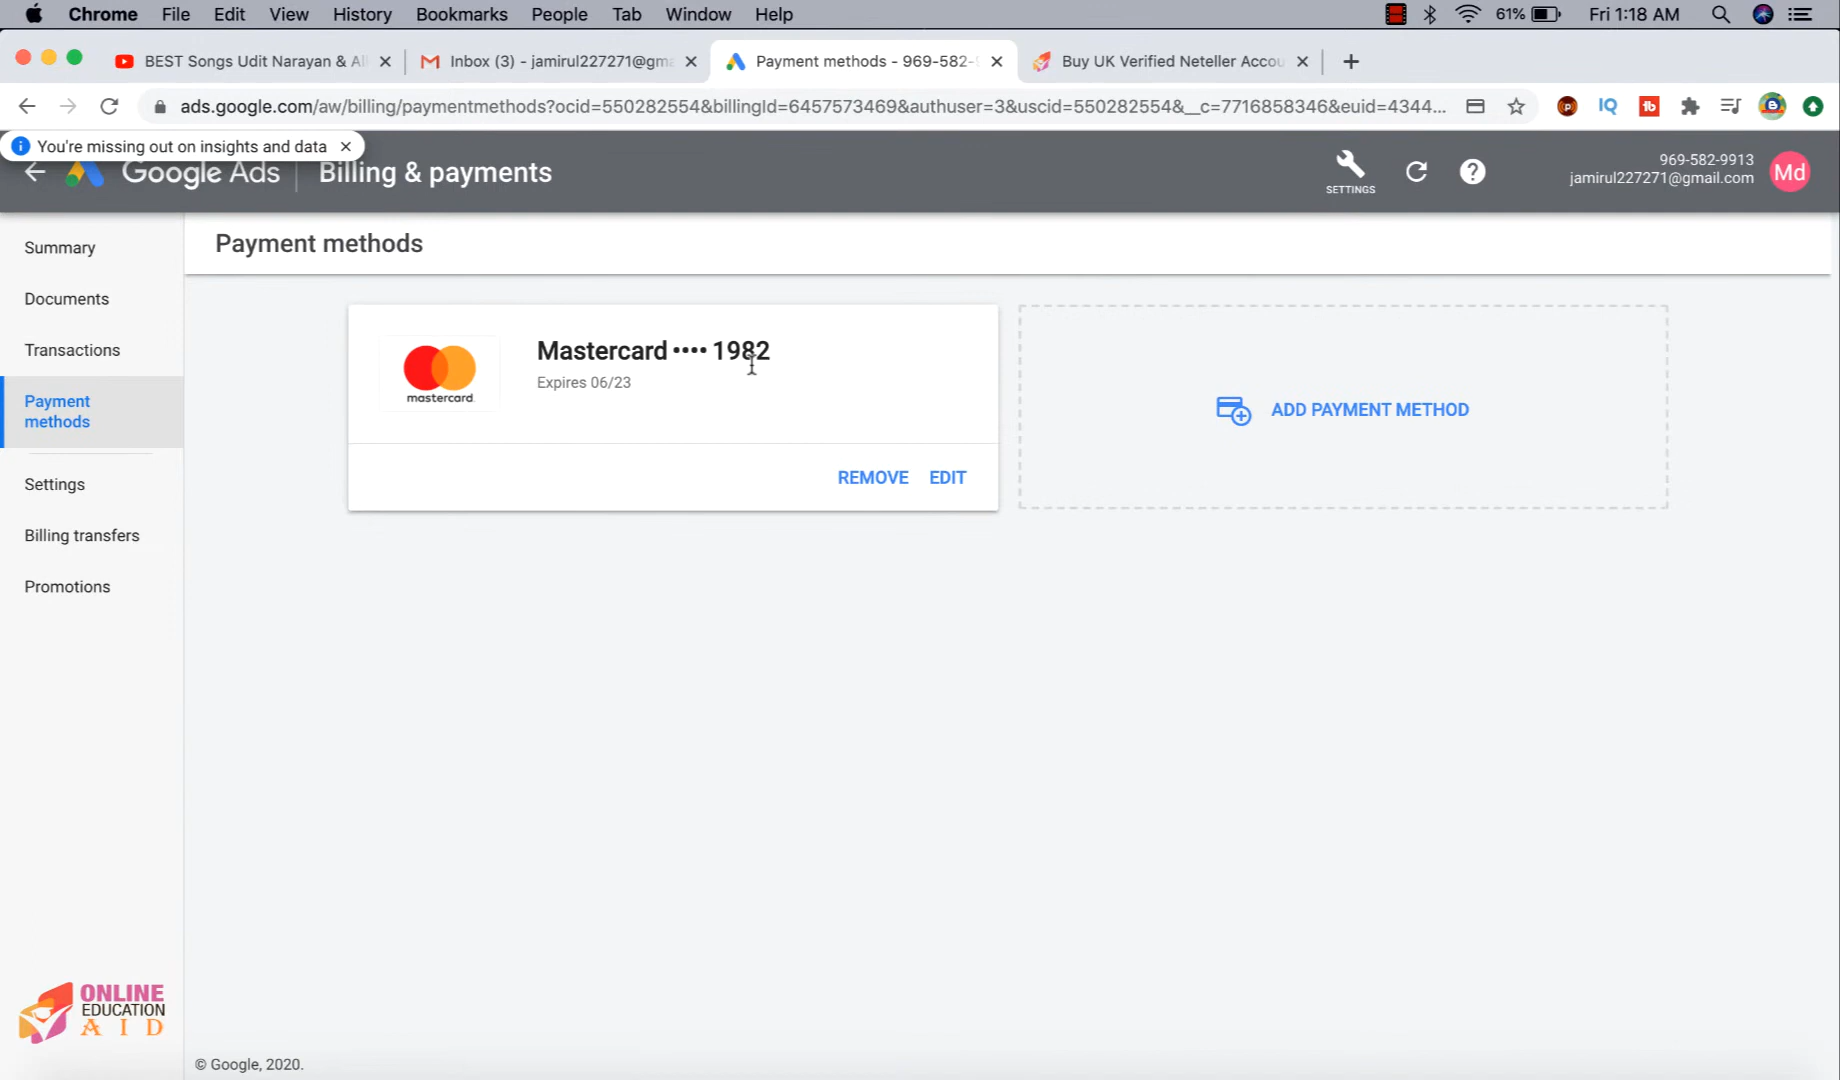 Chrome File Edit View History Bookmarks People Tab Window Help 61% Fri 1:18 AM
BEST Songs Udit Narayan & Al Inbox (3) - jamirul227271@gma Payment methods - 969-582- Buy UK Verified Neteller Accou
ads.google.com/aw/billing/paymentmethods?ocid=550282554&billingId=6457573469&authuser=3&uscid=550282554&__c=7716858346&euid=4344...
You're missing out on insights and data
Google Ads Billing & payments
SETTINGS
969-582-9913
jamirul227271@gmail.com
Md
Summary
Documents
Transactions
Payment
methods
Settings
Billing transfers
Promotions
Payment methods
mastercard
Mastercard •••• 1982
Expires 06/23
REMOVE EDIT
ADD PAYMENT METHOD
ONLINE
EDUCATION
AID
© Google, 2020.